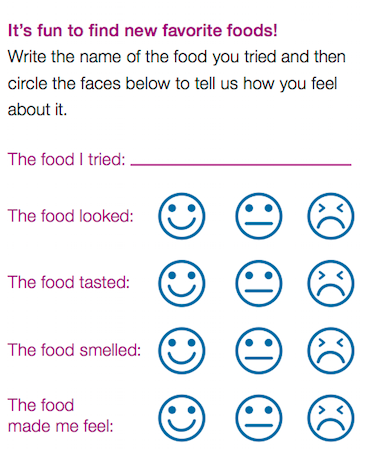 It's fun to find new favorite foods!
Write the name of the food you tried and then
circle the faces below to tell us how you feel
about it.
The food I tried:
The food looked:
The food tasted:
The food smelled:
The food
made me feel: